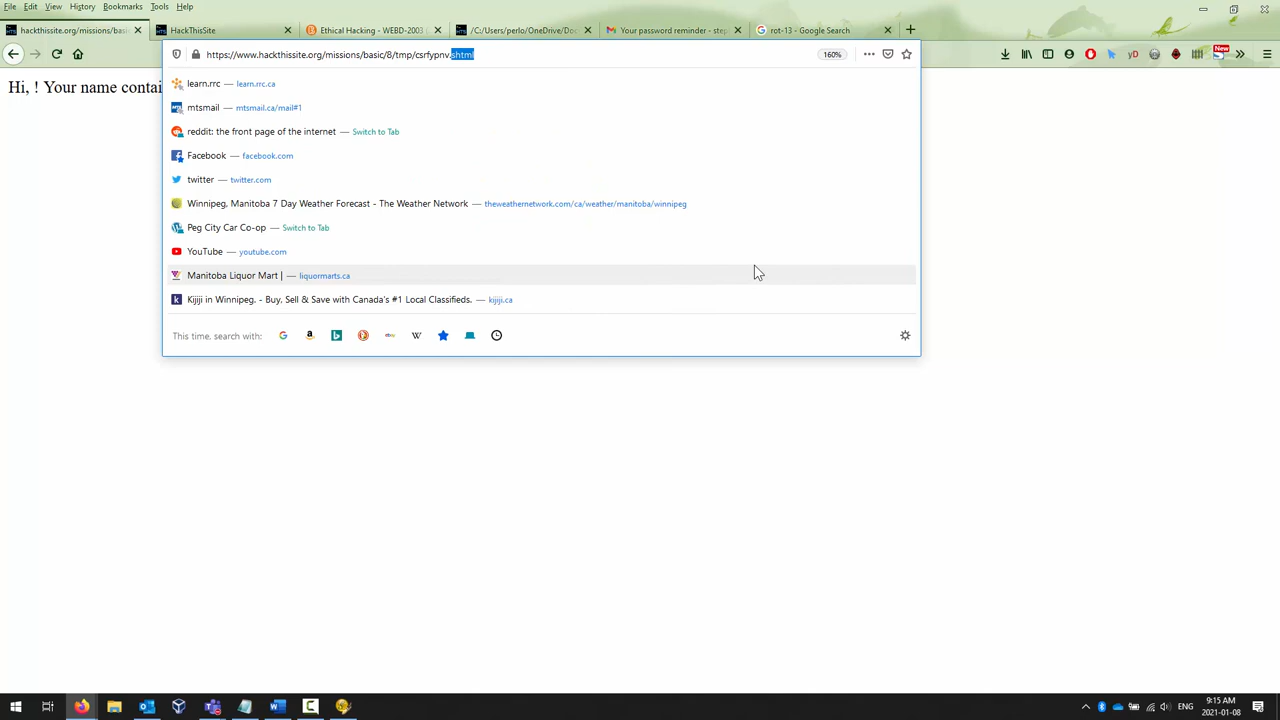 File Edit View History Bookmarks Tools Help
hackthissite.org/missions/basi
HackThisSite
Ethical Hacking - WEBD-2003 L
/C:/Users/perlo/OneDrive/Doc
Your password reminder - step
rot-13 - Google Search
https://www.hackthissite.org/missions/basic/8/tmp/csrfypnv.shtml
160%
yD
New
Hi, ! Your name contai
learn.rrc — learn.rrc.ca
mtsmail — mtsmail.ca/mail#1
reddit: the front page of the internet — Switch to Tab
Facebook — facebook.com
twitter — twitter.com
Winnipeg, Manitoba 7 Day Weather Forecast - The Weather Network — theweathernetwork.com/ca/weather/manitoba/winnipeg
Peg City Car Co-op — Switch to Tab
YouTube — youtube.com
Manitoba Liquor Mart | — liquormarts.ca
Kijiji in Winnipeg. - Buy, Sell & Save with Canada's #1 Local Classifieds. — kijiji.ca
This time, search with:
ENG
9:15 AM
2021-01-08